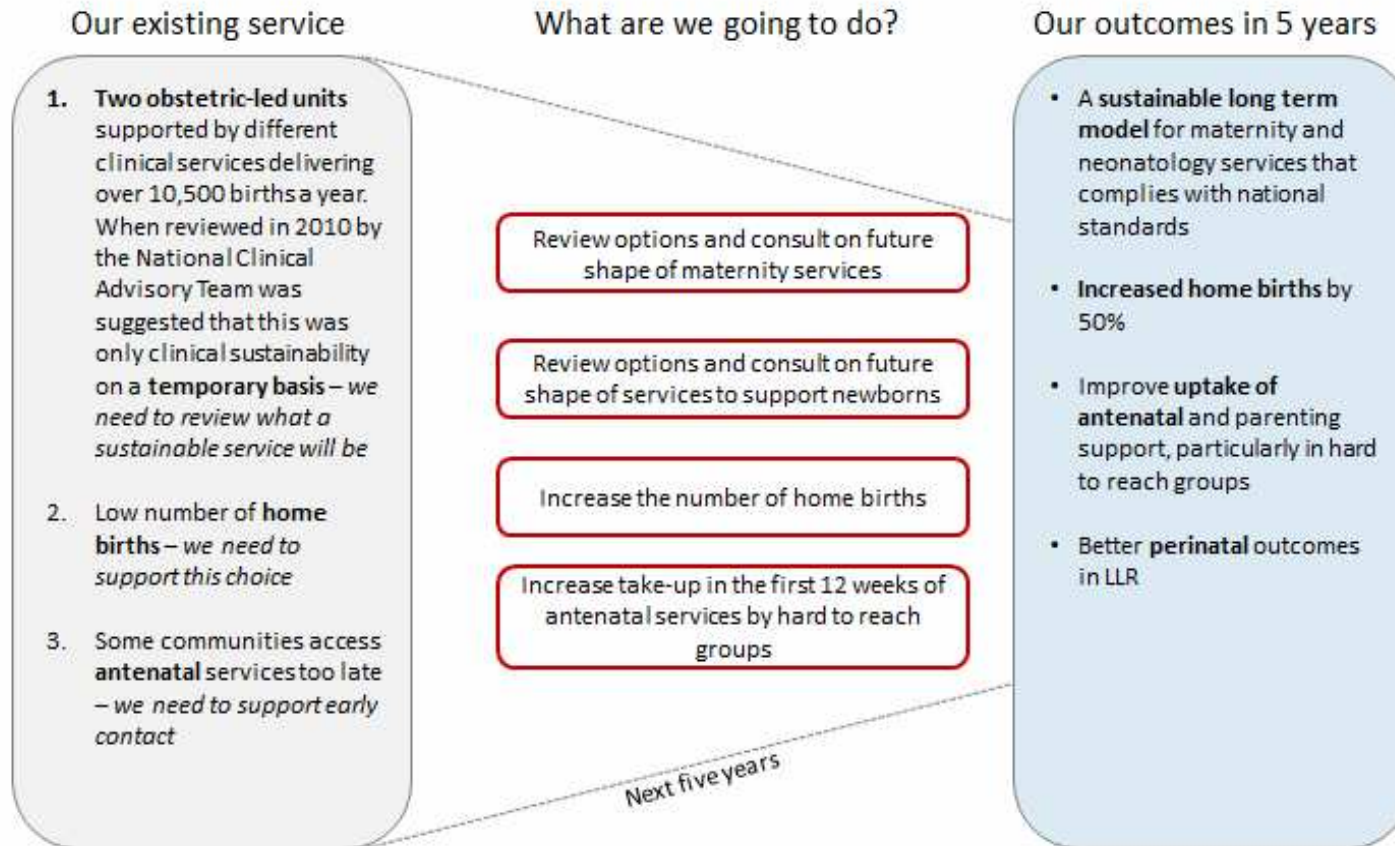 Our existing service
1. Two obstetric-led units
supported by different
clinical services delivering
over 10,500 births a year.
When reviewed in 2010 by
the National Clinical
Advisory Team was
suggested that this was
only clinical sustainability
on a temporary basis – we
need to review what a
sustainable service will be
2. Low number of home
births – we need to
support this choice
3. Some communities access
antenatal services too late
– we need to support early
contact
What are we going to do?
Review options and consult on future
shape of maternity services
Review options and consult on future
shape of services to support newborns
Increase the number of home births
Increase take-up in the first 12 weeks of
antenatal services by hard to reach
groups
Next five years
Our outcomes in 5 years
• A sustainable long term
model for maternity and
neonatology services that
complies with national
standards
• Increased home births by
50%
• Improve uptake of
antenatal and parenting
support, particularly in hard
to reach groups
• Better perinatal outcomes
in LLR